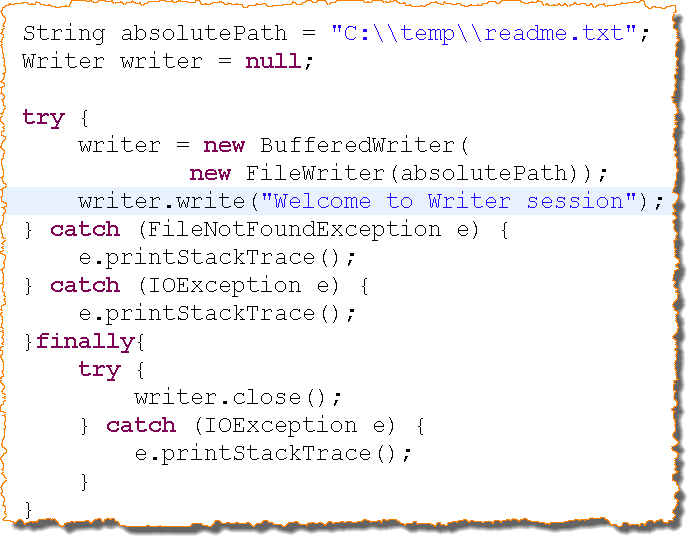 String absolutePath = "C:\\temp\\readme.txt";
Writer writer = null;

try {
    writer = new BufferedWriter(
            new FileWriter(absolutePath));
    writer.write("Welcome to Writer session");
} catch (FileNotFoundException e) {
    e.printStackTrace();
} catch (IOException e) {
    e.printStackTrace();
}finally{
    try {
        writer.close();
    } catch (IOException e) {
        e.printStackTrace();
    }
}